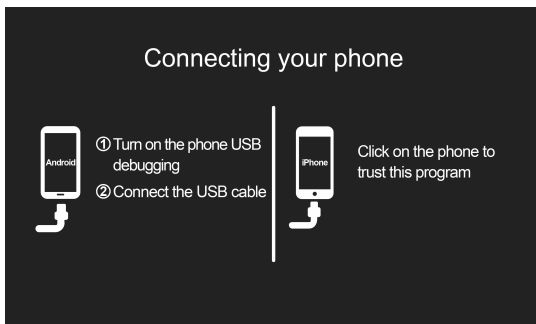 Connecting your phone
Android
①Turn on the phone USB
debugging
②Connect the USB cable
iPhone
Click on the phone to
trust this program